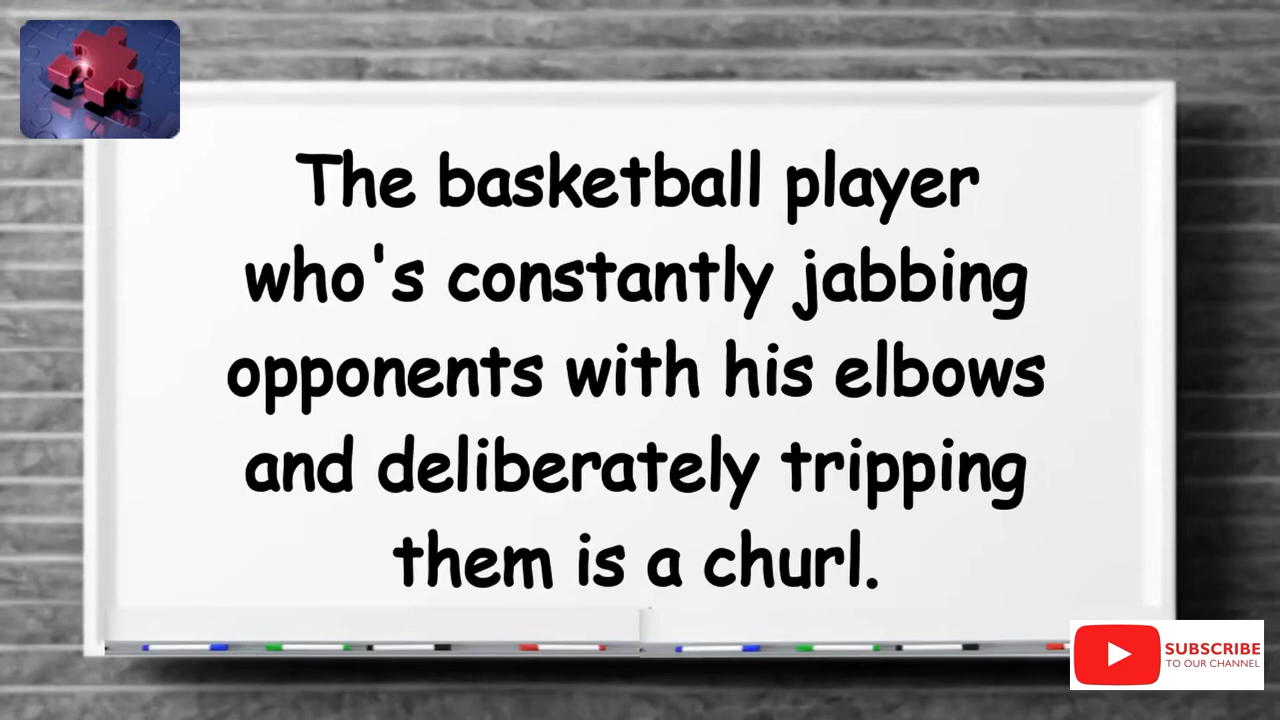 The basketball player
who's constantly jabbing
opponents with his elbows
and deliberately tripping
them is a churl.
SUBSCRIBE
TO OUR CHANNEL